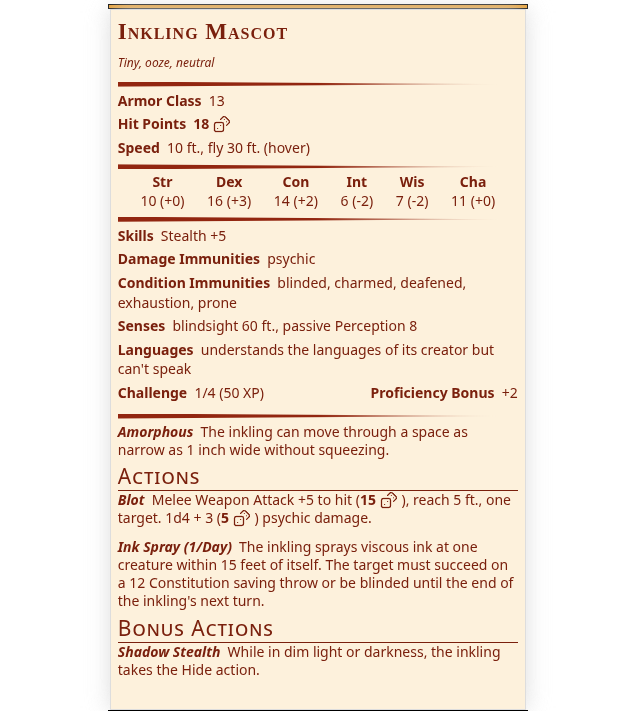 Inkling Mascot
Tiny, ooze, neutral
Armor Class 13
Hit Points 18
Speed 10 ft., fly 30 ft. (hover)
Str Dex Con Int Wis Cha
10 (+0) 16 (+3) 14 (+2) 6 (-2) 7 (-2) 11 (+0)
Skills Stealth +5
Damage Immunities psychic
Condition Immunities blinded, charmed, deafened,
exhaustion, prone
Senses blindsight 60 ft., passive Perception 8
Languages understands the languages of its creator but
can't speak
Challenge 1/4 (50 XP) Proficiency Bonus +2
Amorphous The inkling can move through a space as
narrow as 1 inch wide without squeezing.
Actions
Blot Melee Weapon Attack +5 to hit (15 ), reach 5 ft., one
target. 1d4 + 3 (5 ) psychic damage.
Ink Spray (1/Day) The inkling sprays viscous ink at one
creature within 15 feet of itself. The target must succeed on
a 12 Constitution saving throw or be blinded until the end of
the inkling's next turn.
Bonus Actions
Shadow Stealth While in dim light or darkness, the inkling
takes the Hide action.